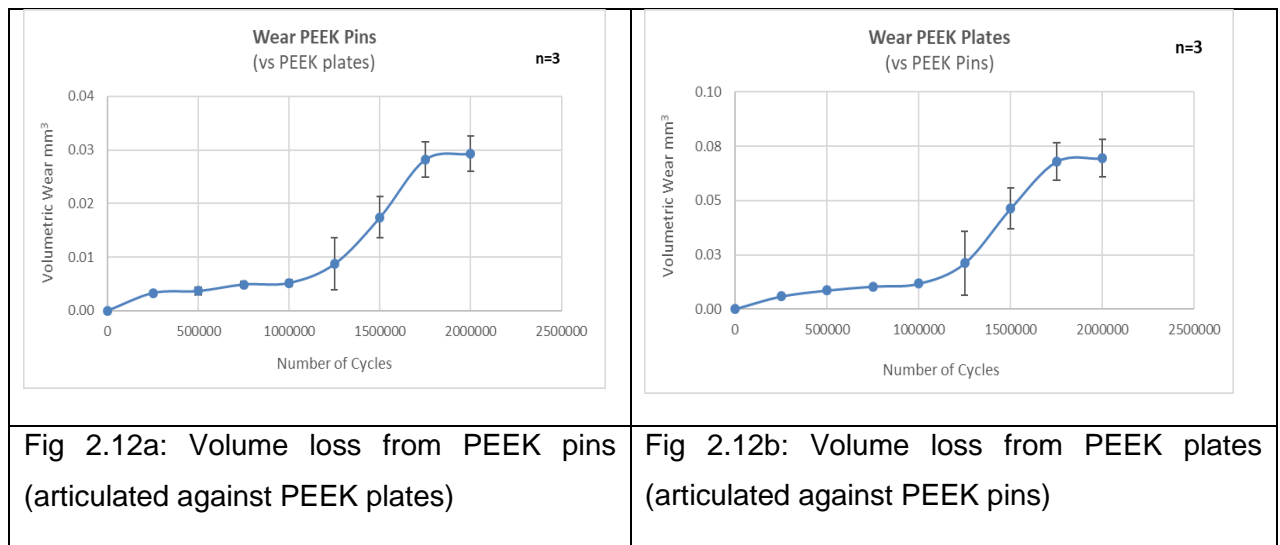 Wear PEEK Pins
(vs PEEK plates)
n=3
Volumetric Wear mm³
0.04
0.03
0.02
0.01
0.00
0 500000 1000000 1500000 2000000 2500000
Number of Cycles
Wear PEEK Plates
(vs PEEK Pins)
n=3
Volumetric Wear mm³
0.10
0.08
0.05
0.03
0.00
0 500000 1000000 1500000 2000000 2500000
Number of Cycles
Fig 2.12a: Volume loss from PEEK pins
(articulated against PEEK plates)
Fig 2.12b: Volume loss from PEEK plates
(articulated against PEEK pins)